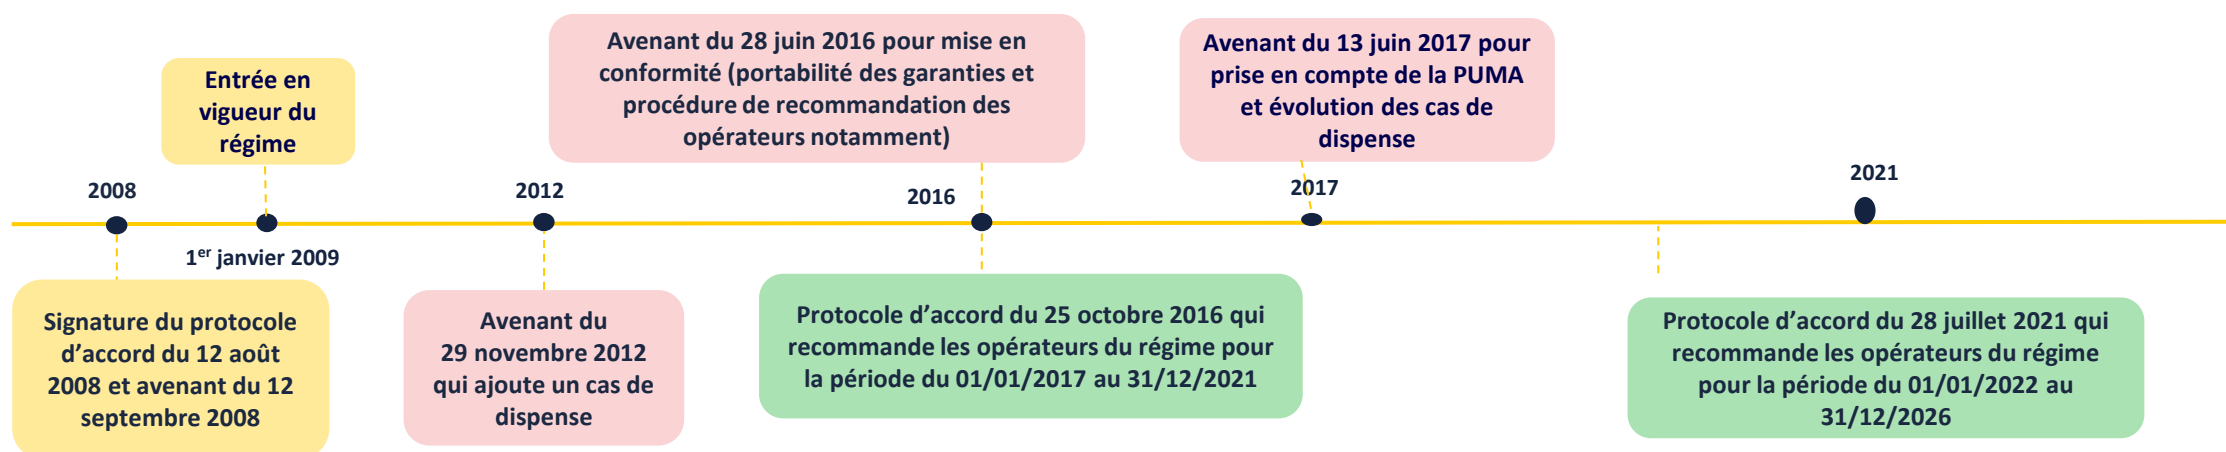 Entrée en
vigueur du
régime
Avenant du 28 juin 2016 pour mise en
conformité (portabilité des garanties et
procédure de recommandation des
opérateurs notamment)
Avenant du 13 juin 2017 pour
prise en compte de la PUMA
et évolution des cas de
dispense
2008
2012
2016
2017
2021
1er janvier 2009
Signature du protocole
d’accord du 12 août
2008 et avenant du 12
septembre 2008
Avenant du
29 novembre 2012
qui ajoute un cas de
dispense
Protocole d’accord du 25 octobre 2016 qui
recommande les opérateurs du régime pour
la période du 01/01/2017 au 31/12/2021
Protocole d’accord du 28 juillet 2021 qui
recommande les opérateurs du régime
pour la période du 01/01/2022 au
31/12/2026